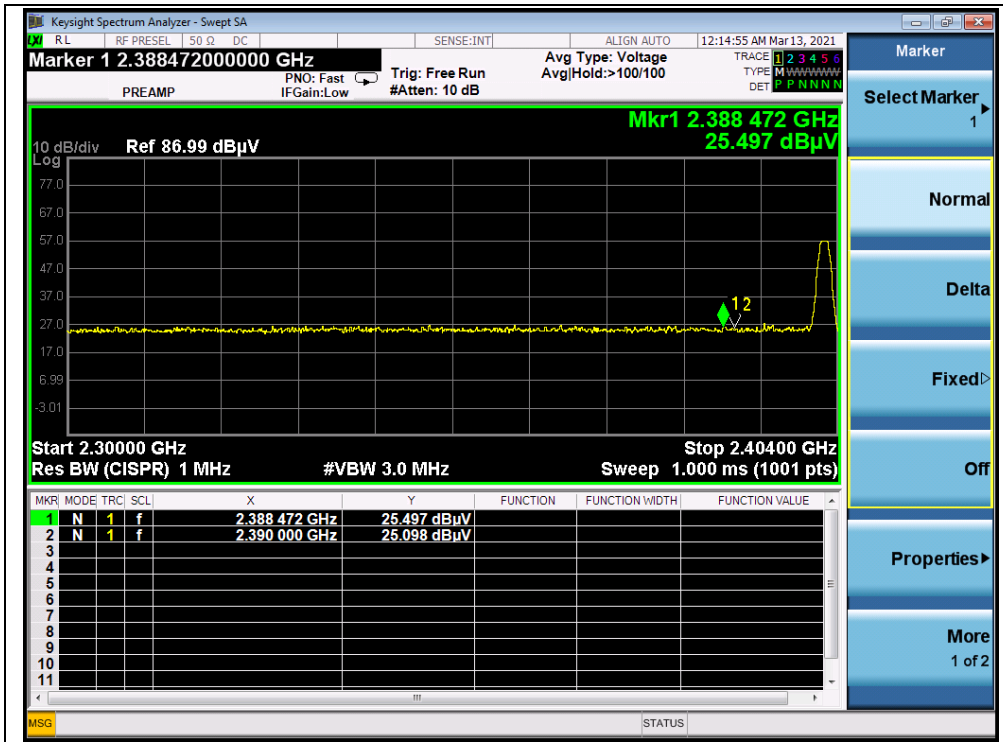 Keysight Spectrum Analyzer - Swept SA
LXI RL RF PRESEL 50 Ω DC SENSE:INT ALIGN AUTO 12:14:55 AM Mar 13, 2021
Marker 1 2.388472000000 GHz
PREAMP
PNO: Fast
IFGain:Low
Trig: Free Run
#Atten: 10 dB
Avg Type: Voltage
Avg|Hold:>100/100
TRACE 1 2 3 4 5 6
TYPE M WWWWW
DET P P N N N N
Mkr1 2.388 472 GHz
25.497 dBµV
10 dB/div Ref 86.99 dBµV
Log
77.0
67.0
57.0
47.0
37.0
27.0
17.0
6.99
-3.01
1 2
Start 2.30000 GHz Stop 2.40400 GHz
Res BW (CISPR) 1 MHz #VBW 3.0 MHz Sweep 1.000 ms (1001 pts)
MKR MODE TRC SCL X Y FUNCTION FUNCTION WIDTH FUNCTION VALUE
1 N 1 f 2.388 472 GHz 25.497 dBµV
2 N 1 f 2.390 000 GHz 25.098 dBµV
3
4
5
6
7
8
9
10
11
MSG STATUS
Marker
Select Marker
1
Normal
Delta
Fixed
Off
Properties
More
1 of 2